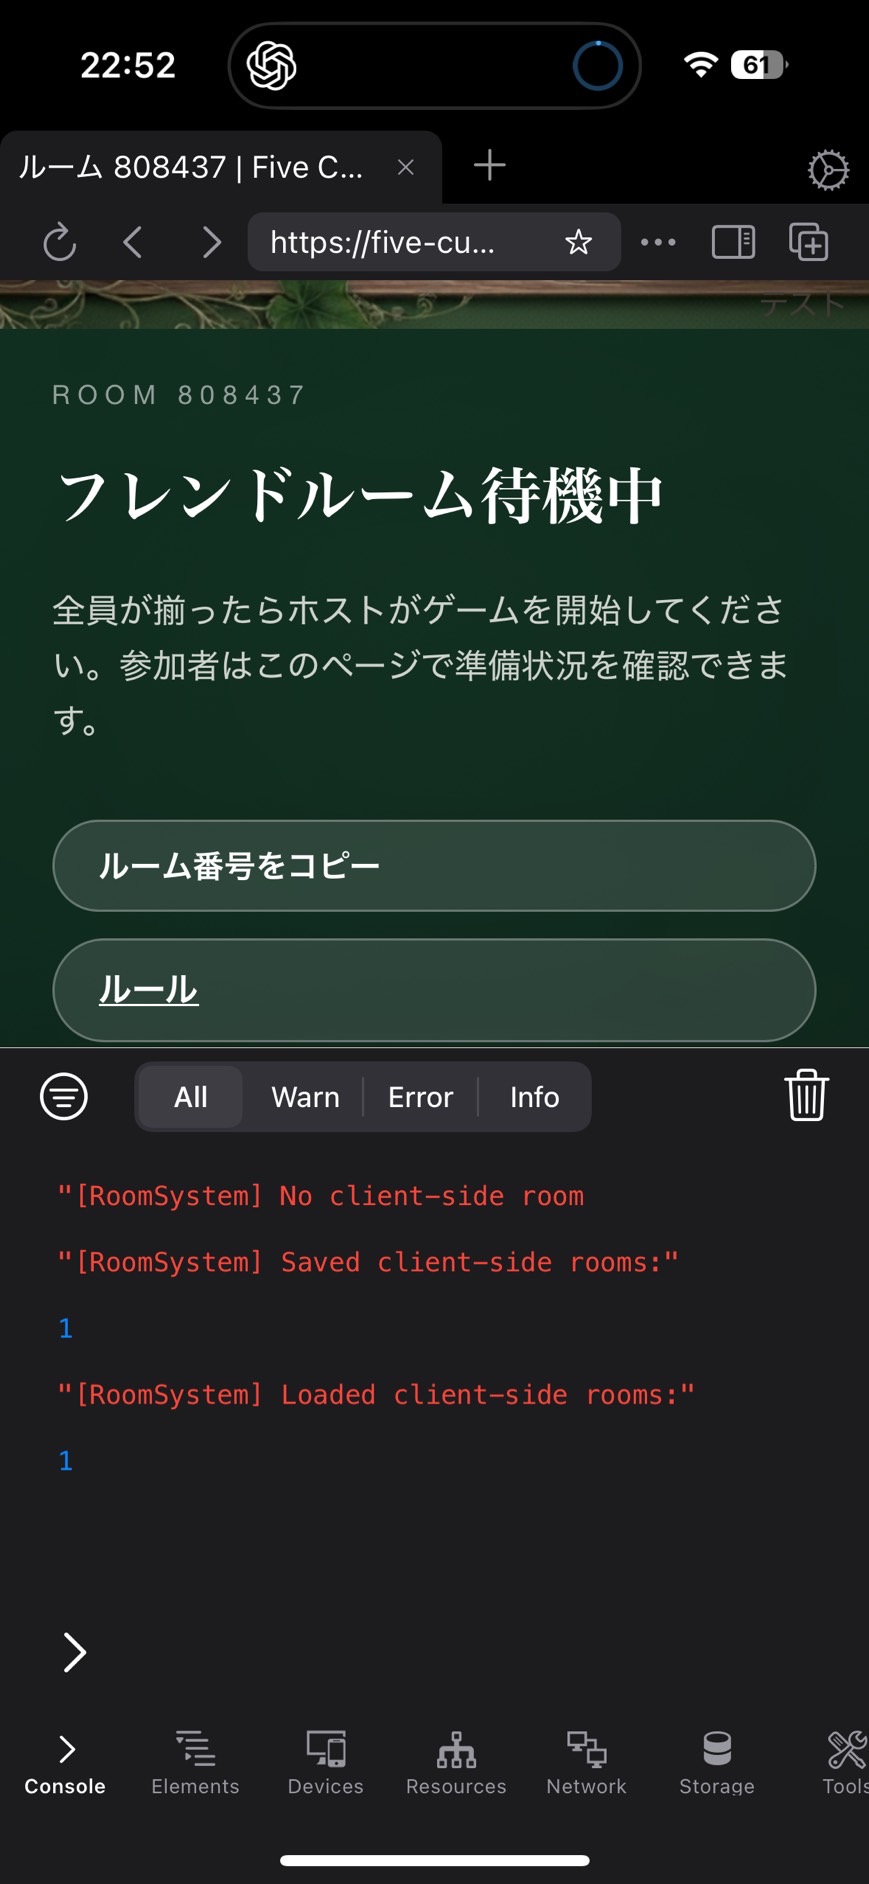 22:52
61
ルーム 808437 | Five C...
https://five-cu...
テスト
ROOM 808437
フレンドルーム待機中
全員が揃ったらホストがゲームを開始してくださ
い。参加者はこのページで準備状況を確認できま
す。
ルーム番号をコピー
ルール
All
Warn
Error
Info
"[RoomSystem] No client-side room
"[RoomSystem] Saved client-side rooms:"
1
"[RoomSystem] Loaded client-side rooms:"
1
Console
Elements
Devices
Resources
Network
Storage
Tools